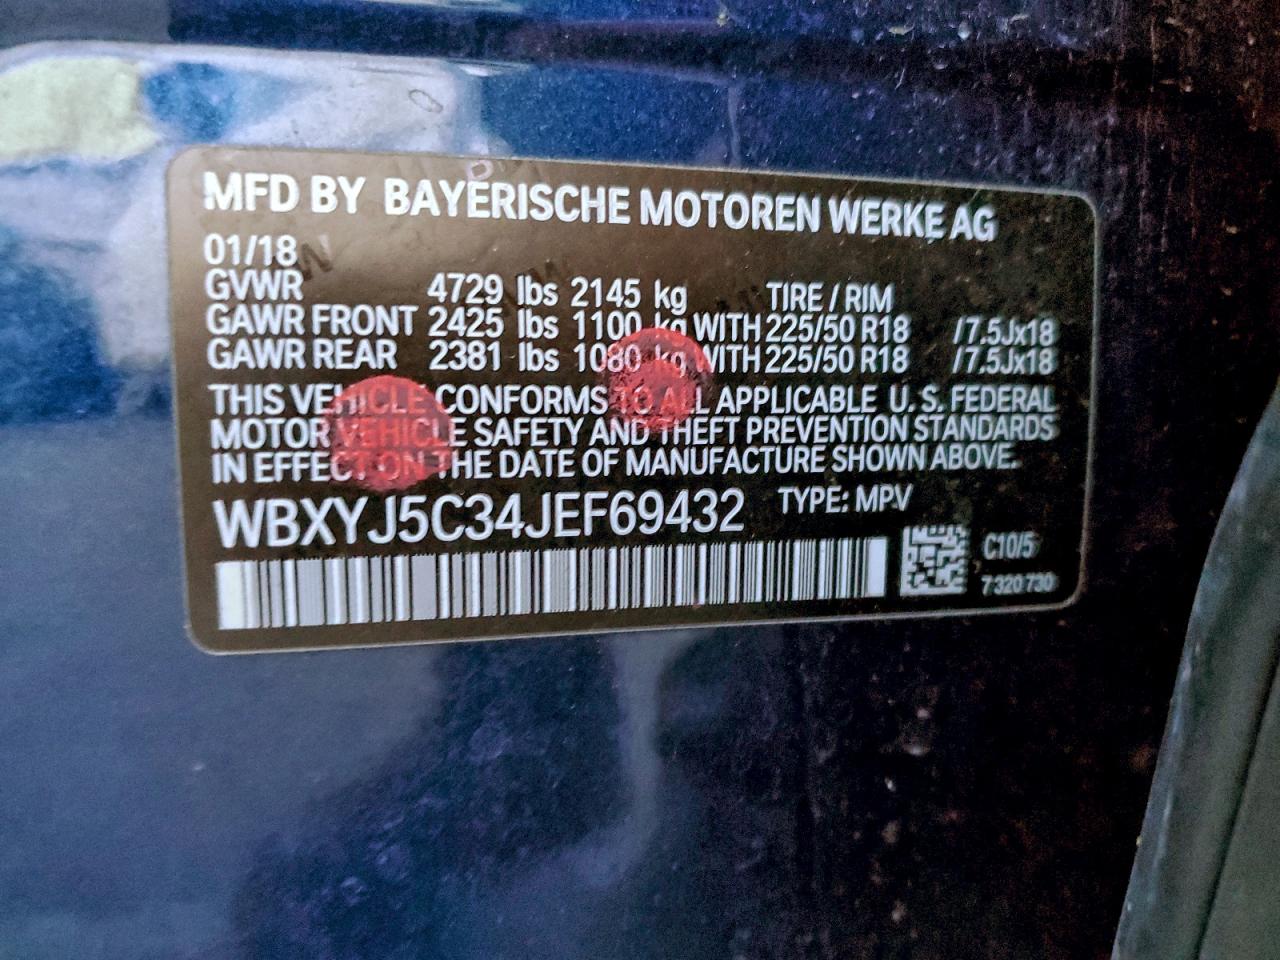 MFD BY BAYERISCHE MOTOREN WERKE AG
01/18
GVWR 4729 lbs 2145 kg TIRE / RIM
GAWR FRONT 2425 lbs 1100 kg WITH 225/50 R18 /7.5Jx18
GAWR REAR 2381 lbs 1080 kg WITH 225/50 R18 /7.5Jx18
THIS VEHICLE CONFORMS TO ALL APPLICABLE U. S. FEDERAL
MOTOR VEHICLE SAFETY AND THEFT PREVENTION STANDARDS
IN EFFECT ON THE DATE OF MANUFACTURE SHOWN ABOVE.
WBXYJ5C34JEF69432 TYPE: MPV
C10/5
7 320 730